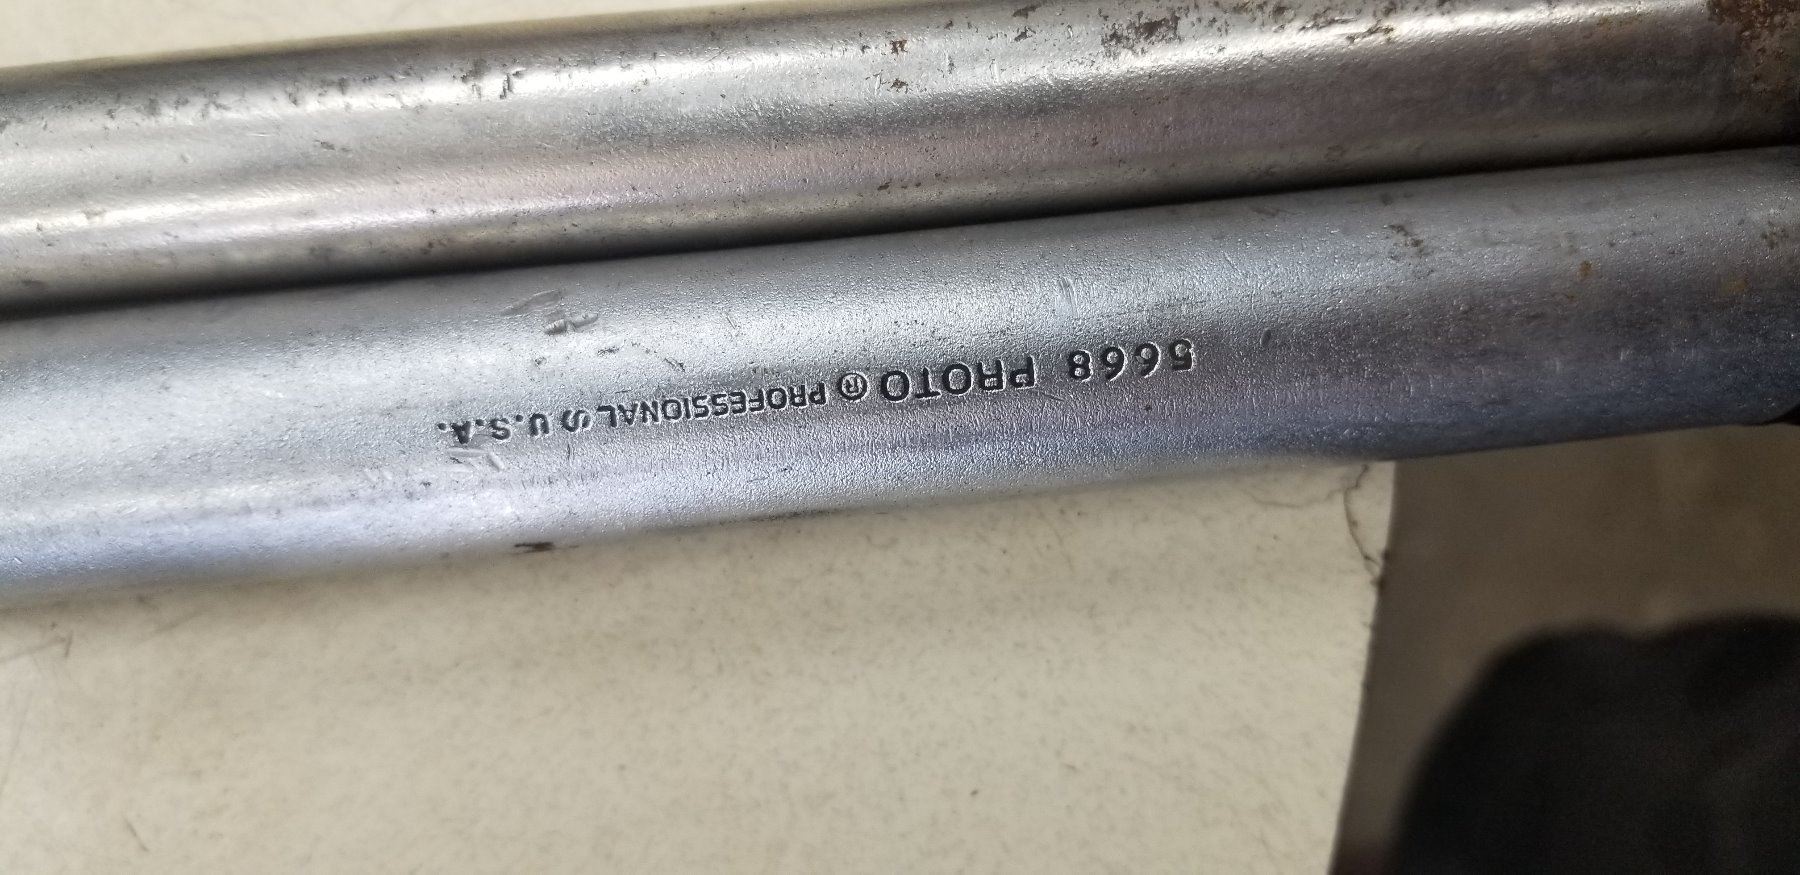 5668 PROTO ® PROFESSIONAL Ⓢ U.S.A.